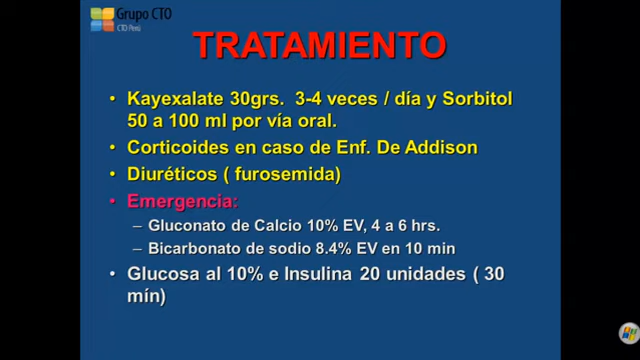 Grupo CTO
CTO Perú
TRATAMIENTO
• Kayexalate 30grs. 3-4 veces / día y Sorbitol
50 a 100 ml por vía oral.
• Corticoides en caso de Enf. De Addison
• Diuréticos ( furosemida)
• Emergencia:
– Gluconato de Calcio 10% EV, 4 a 6 hrs.
– Bicarbonato de sodio 8.4% EV en 10 min
• Glucosa al 10% e Insulina 20 unidades ( 30
mín)